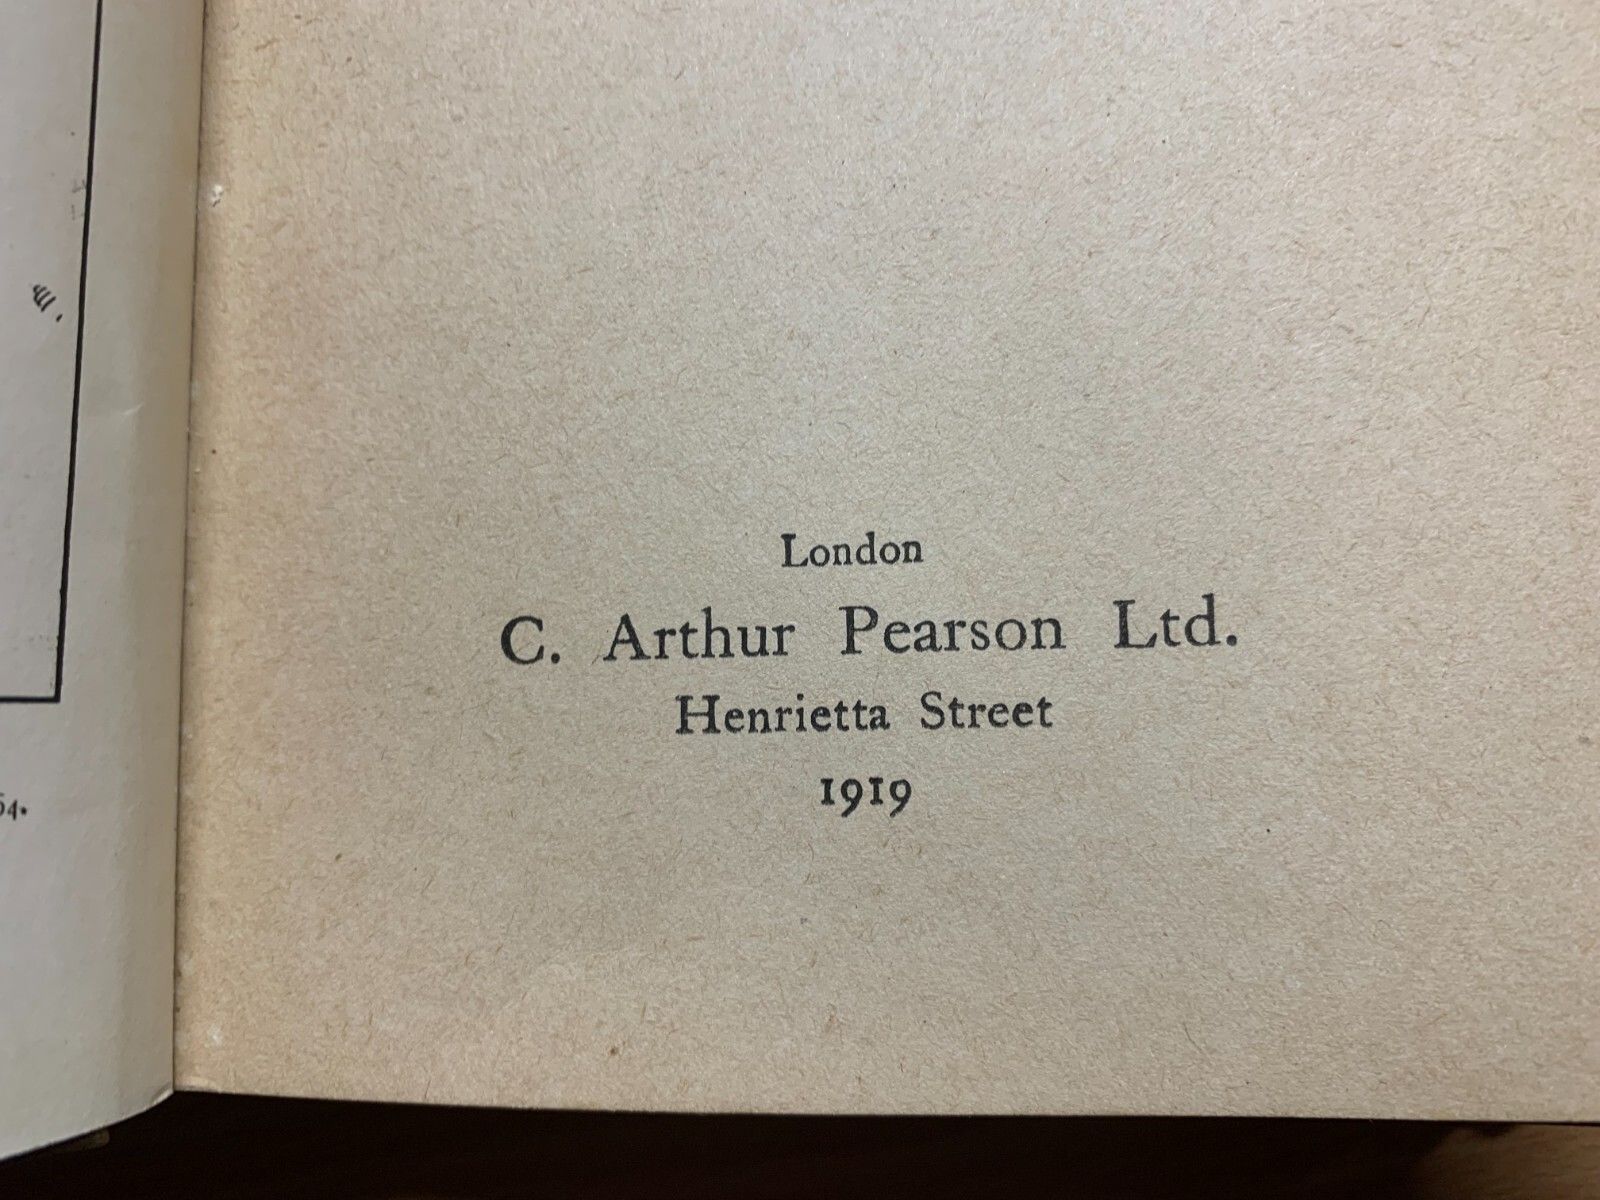 London
C. Arthur Pearson Ltd.
Henrietta Street
1919